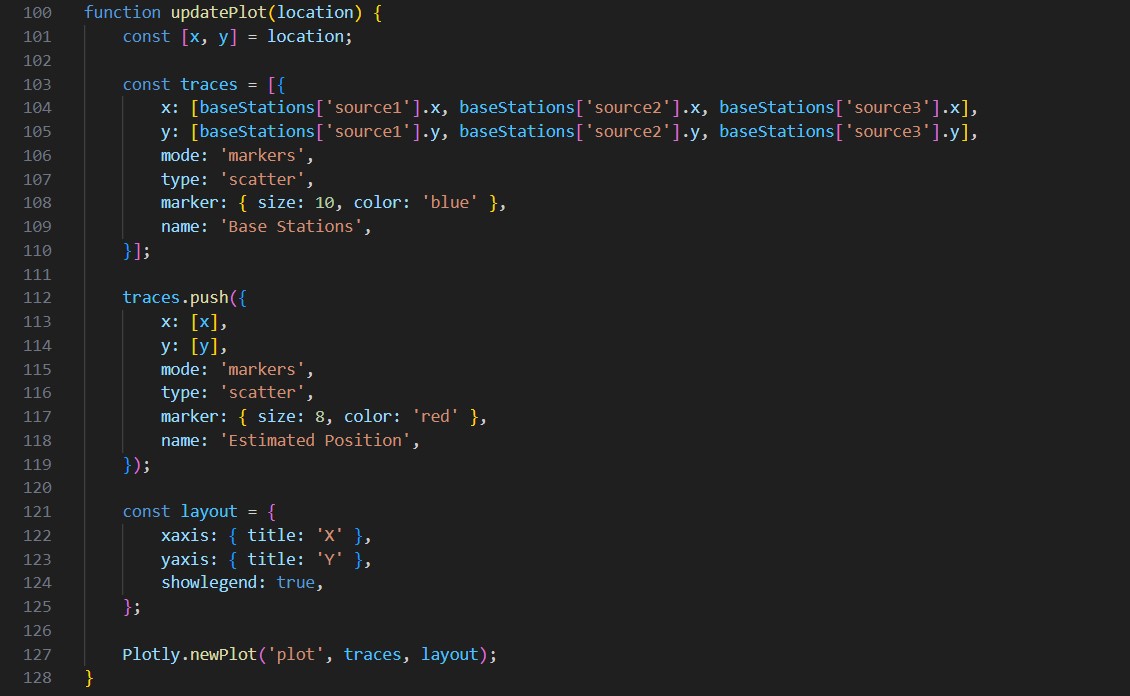 100 function updatePlot(location) {
101     const [x, y] = location;
102
103     const traces = [{
104         x: [baseStations['source1'].x, baseStations['source2'].x, baseStations['source3'].x],
105         y: [baseStations['source1'].y, baseStations['source2'].y, baseStations['source3'].y],
106         mode: 'markers',
107         type: 'scatter',
108         marker: { size: 10, color: 'blue' },
109         name: 'Base Stations',
110     }];
111
112     traces.push({
113         x: [x],
114         y: [y],
115         mode: 'markers',
116         type: 'scatter',
117         marker: { size: 8, color: 'red' },
118         name: 'Estimated Position',
119     });
120
121     const layout = {
122         xaxis: { title: 'X' },
123         yaxis: { title: 'Y' },
124         showlegend: true,
125     };
126
127     Plotly.newPlot('plot', traces, layout);
128 }